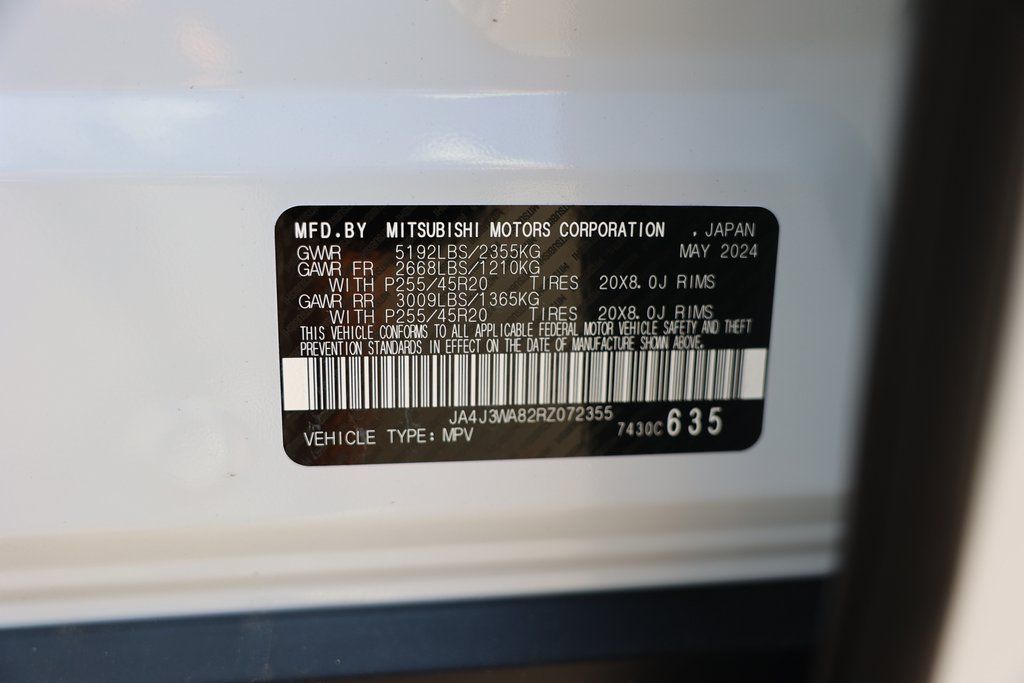 MFD.BY MITSUBISHI MOTORS CORPORATION , JAPAN
GVWR 5192LBS/2355KG MAY 2024
GAWR FR 2668LBS/1210KG
WITH P255/45R20 TIRES 20X8.0J RIMS
GAWR RR 3009LBS/1365KG
WITH P255/45R20 TIRES 20X8.0J RIMS
THIS VEHICLE CONFORMS TO ALL APPLICABLE FEDERAL MOTOR VEHICLE SAFETY AND THEFT
PREVENTION STANDARDS IN EFFECT ON THE DATE OF MANUFACTURE SHOWN ABOVE.
JA4J3WA82RZ072355
VEHICLE TYPE: MPV 7430C 635